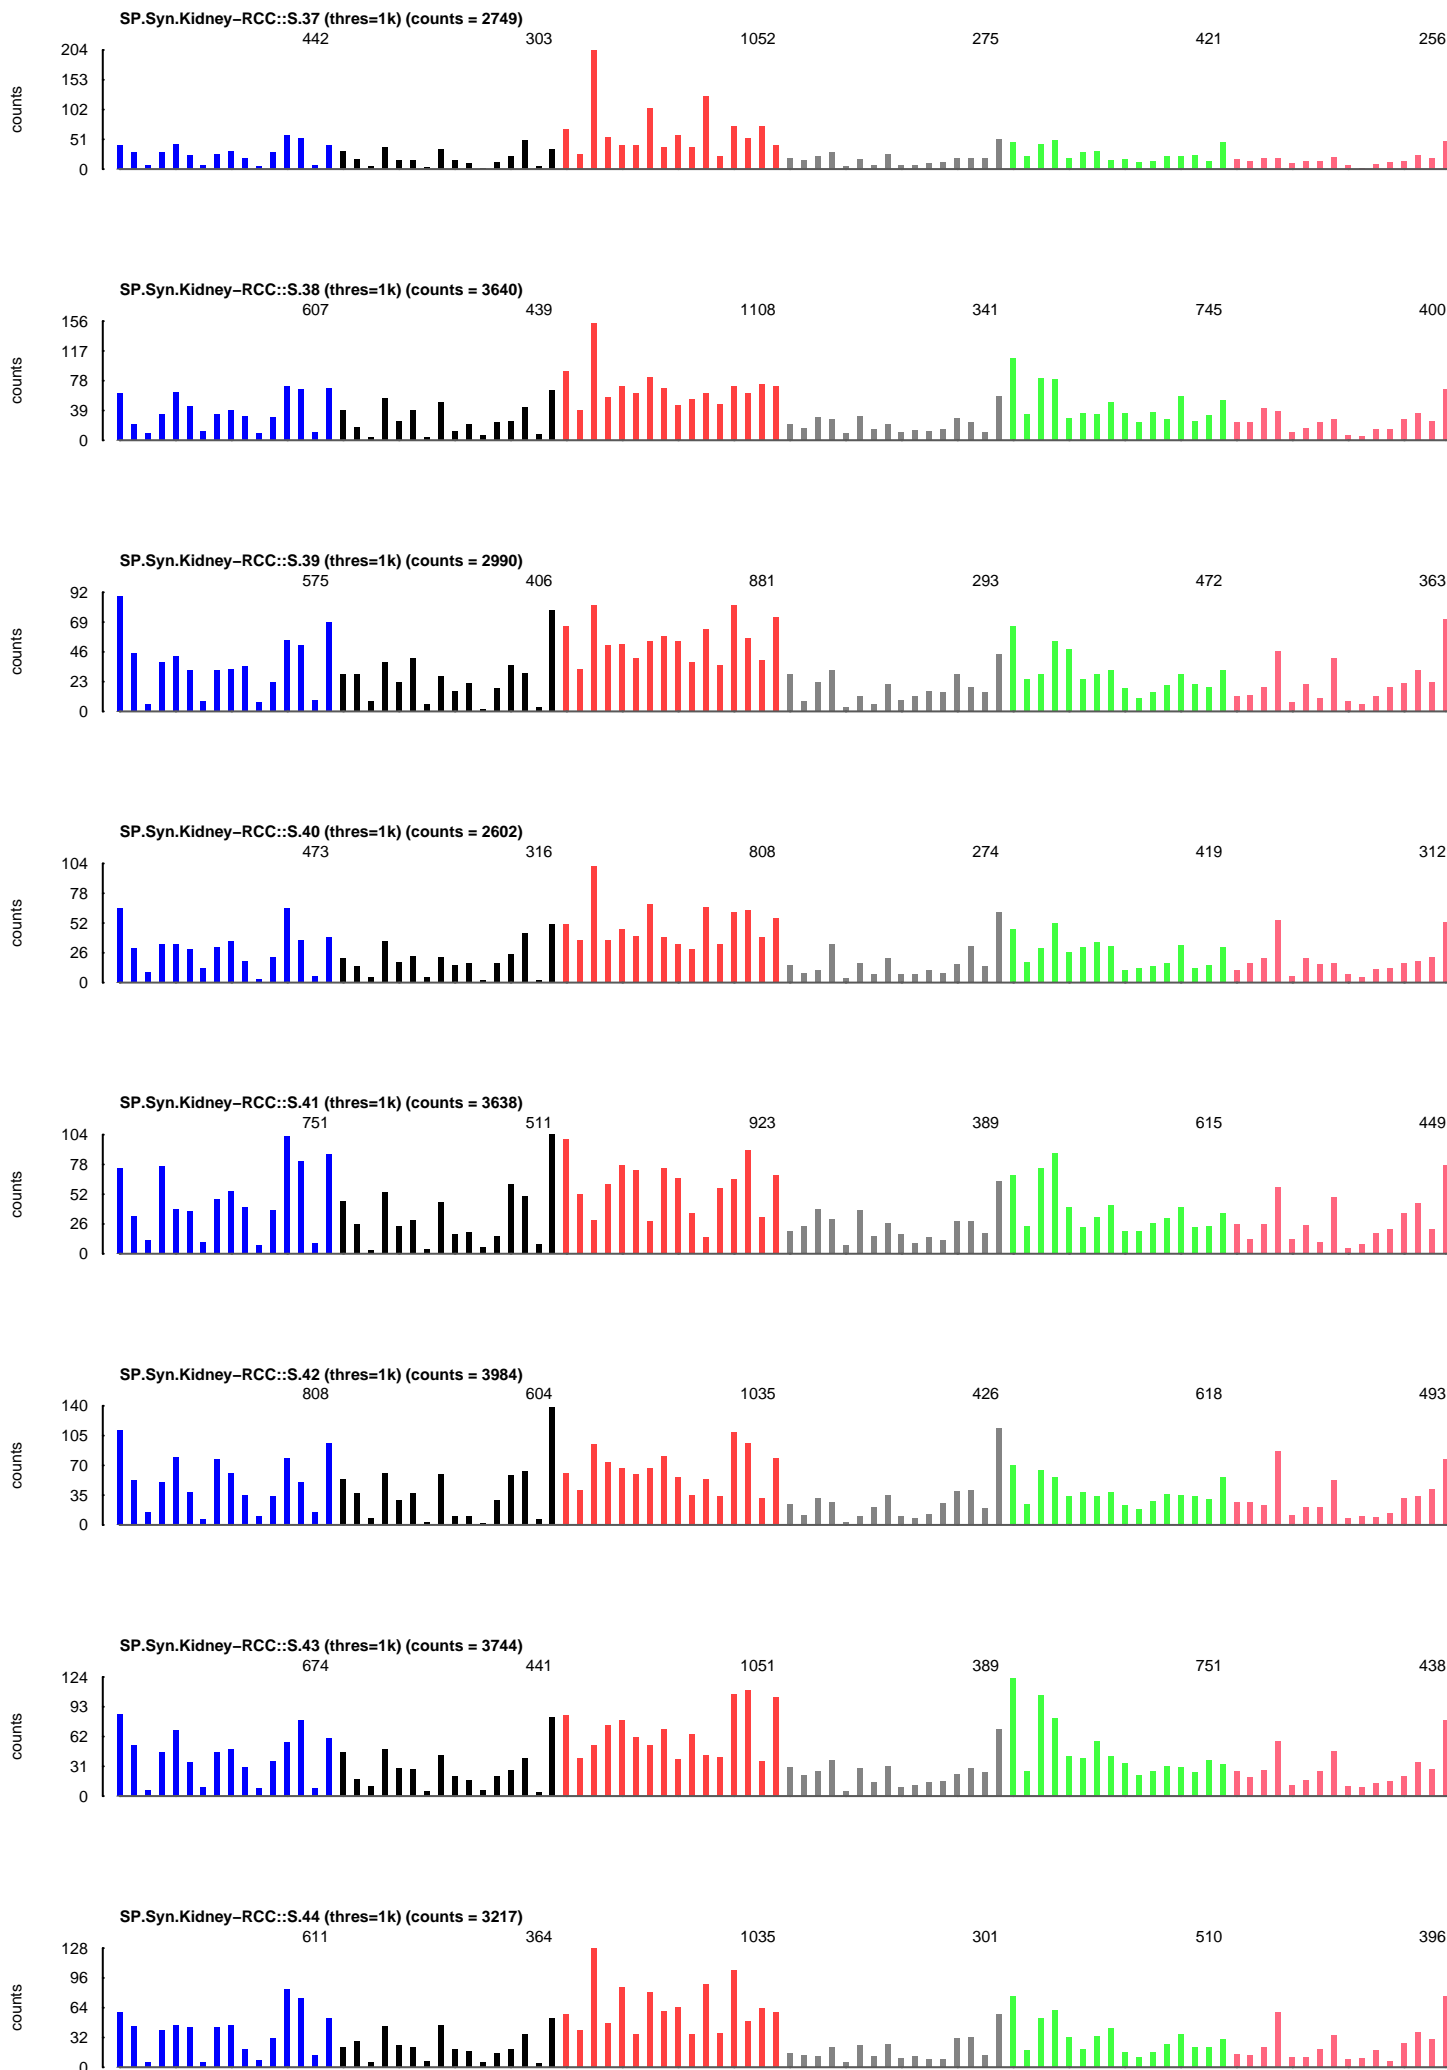 SP.Syn.Kidney−RCC::S.37 (thres=1k) (counts = 2749)
442 303 1052 275 421 256
204
153
102
51
0
counts
SP.Syn.Kidney−RCC::S.38 (thres=1k) (counts = 3640)
607 439 1108 341 745 400
156
117
78
39
0
counts
SP.Syn.Kidney−RCC::S.39 (thres=1k) (counts = 2990)
575 406 881 293 472 363
92
69
46
23
0
counts
SP.Syn.Kidney−RCC::S.40 (thres=1k) (counts = 2602)
473 316 808 274 419 312
104
78
52
26
0
counts
SP.Syn.Kidney−RCC::S.41 (thres=1k) (counts = 3638)
751 511 923 389 615 449
104
78
52
26
0
counts
SP.Syn.Kidney−RCC::S.42 (thres=1k) (counts = 3984)
808 604 1035 426 618 493
140
105
70
35
0
counts
SP.Syn.Kidney−RCC::S.43 (thres=1k) (counts = 3744)
674 441 1051 389 751 438
124
93
62
31
0
counts
SP.Syn.Kidney−RCC::S.44 (thres=1k) (counts = 3217)
611 364 1035 301 510 396
128
96
64
32
0
counts